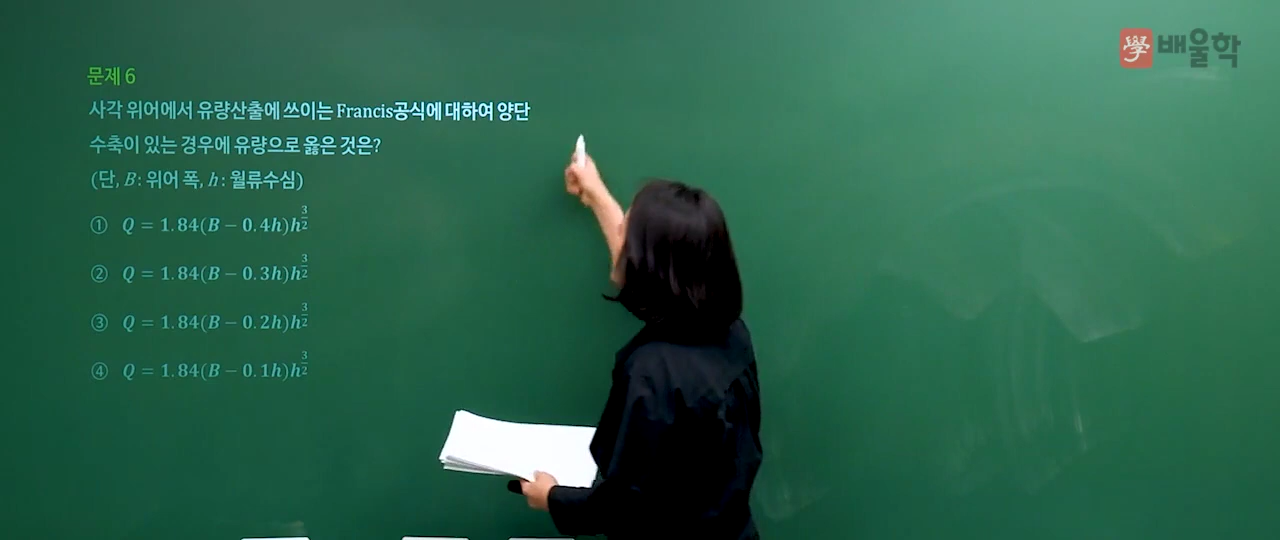 學 배울학
문제 6
사각 위어에서 유량산출에 쓰이는 Francis공식에 대하여 양단
수축이 있는 경우에 유량으로 옳은 것은?
(단, B: 위어 폭, h: 월류수심)
① Q = 1.84(B − 0.4h)h^{3/2}
② Q = 1.84(B − 0.3h)h^{3/2}
③ Q = 1.84(B − 0.2h)h^{3/2}
④ Q = 1.84(B − 0.1h)h^{3/2}